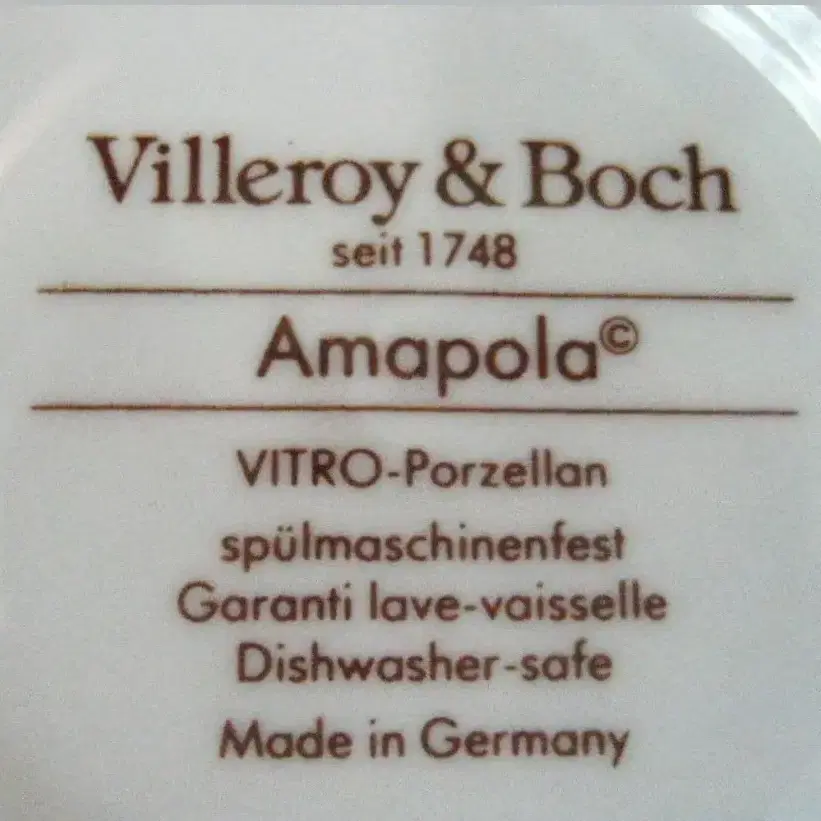 Villeroy & Boch
seit 1748
Amapola©
VITRO-Porzellan
spülmaschinenfest
Garanti lave-vaisselle
Dishwasher-safe
Made in Germany